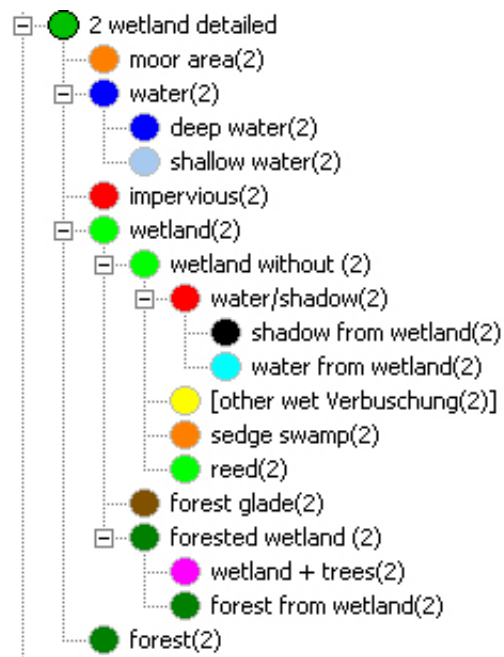 2 wetland detailed
moor area(2)
water(2)
deep water(2)
shallow water(2)
impervious(2)
wetland(2)
wetland without (2)
water/shadow(2)
shadow from wetland(2)
water from wetland(2)
[other wet Verbuschung(2)]
sedge swamp(2)
reed(2)
forest glade(2)
forested wetland (2)
wetland + trees(2)
forest from wetland(2)
forest(2)